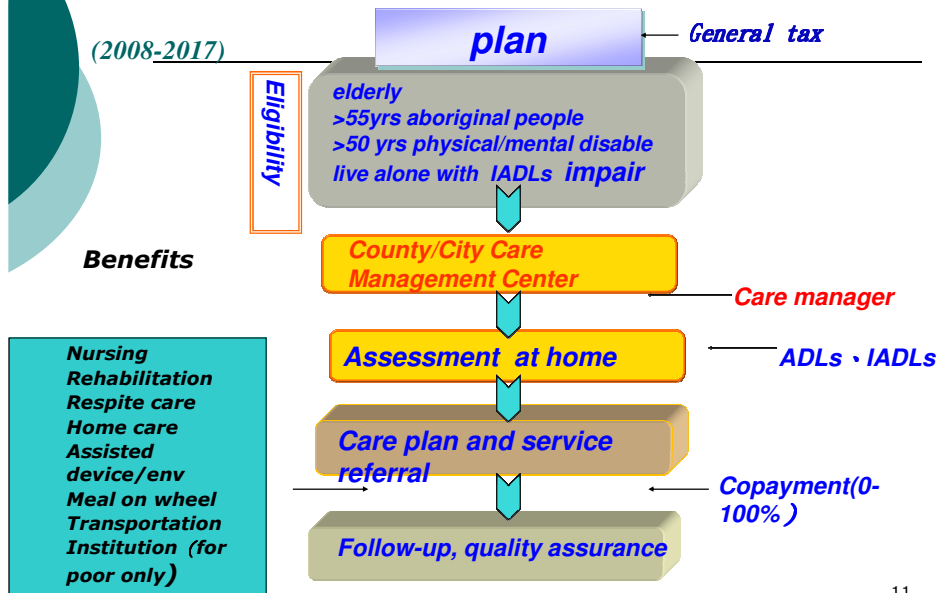 (2008-2017)
plan
General tax
Eligibility
elderly
>55yrs aboriginal people
>50 yrs physical/mental disable
live alone with IADLs impair
Benefits
County/City Care
Management Center
Care manager
Assessment at home
ADLs、IADLs
Nursing
Rehabilitation
Respite care
Home care
Assisted
device/env
Meal on wheel
Transportation
Institution (for
poor only)
Care plan and service
referral
Copayment(0-
100%)
Follow-up, quality assurance
11